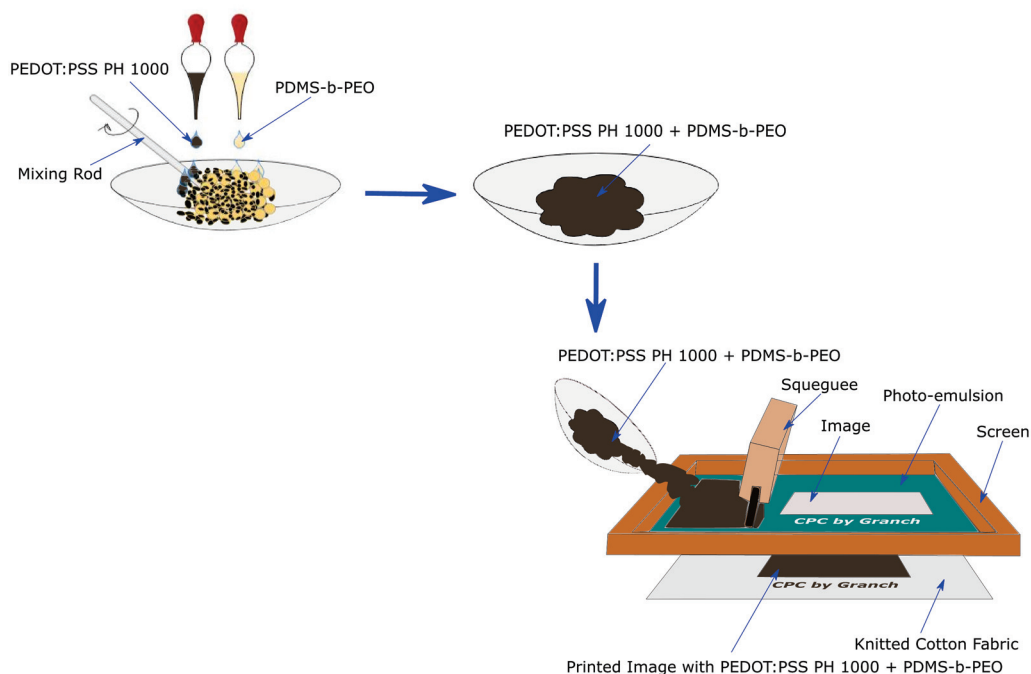 PEDOT:PSS PH 1000
PDMS-b-PEO
Mixing Rod
PEDOT:PSS PH 1000 + PDMS-b-PEO
PEDOT:PSS PH 1000 + PDMS-b-PEO
Squeguee
Photo-emulsion
Image
Screen
CPC by Granch
CPC by Granch
Knitted Cotton Fabric
Printed Image with PEDOT:PSS PH 1000 + PDMS-b-PEO